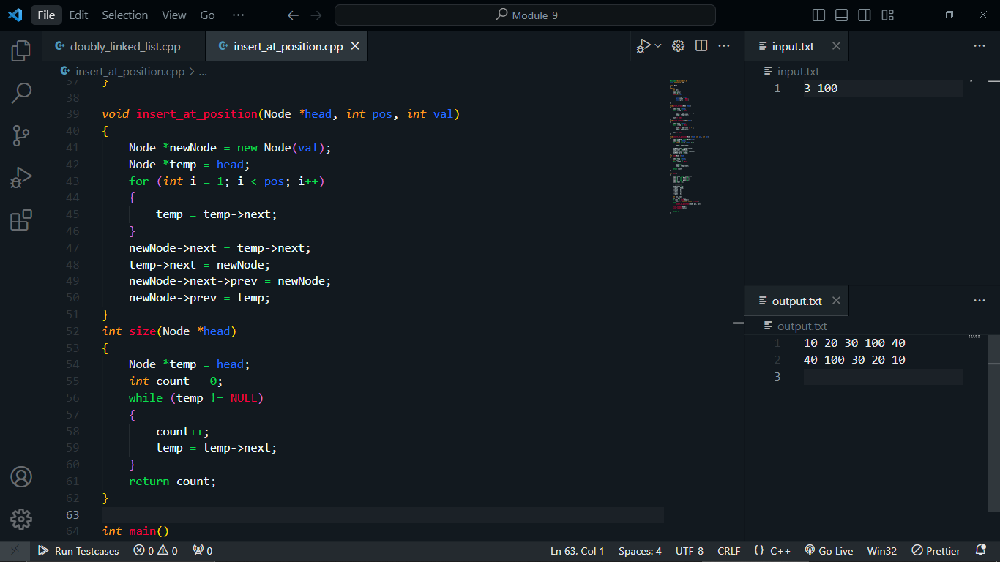 File Edit Selection View Go ··· Module_9
doubly_linked_list.cpp insert_at_position.cpp
insert_at_position.cpp > ...
37 }
38
39 void insert_at_position(Node *head, int pos, int val)
40 {
41 Node *newNode = new Node(val);
42 Node *temp = head;
43 for (int i = 1; i < pos; i++)
44 {
45 temp = temp->next;
46 }
47 newNode->next = temp->next;
48 temp->next = newNode;
49 newNode->next->prev = newNode;
50 newNode->prev = temp;
51 }
52 int size(Node *head)
53 {
54 Node *temp = head;
55 int count = 0;
56 while (temp != NULL)
57 {
58 count++;
59 temp = temp->next;
60 }
61 return count;
62 }
63
64 int main()
input.txt
input.txt
1 3 100
output.txt
output.txt
1 10 20 30 100 40
2 40 100 30 20 10
3
Run Testcases 0 0 0 Ln 63, Col 1 Spaces: 4 UTF-8 CRLF {} C++ Go Live Win32 Prettier